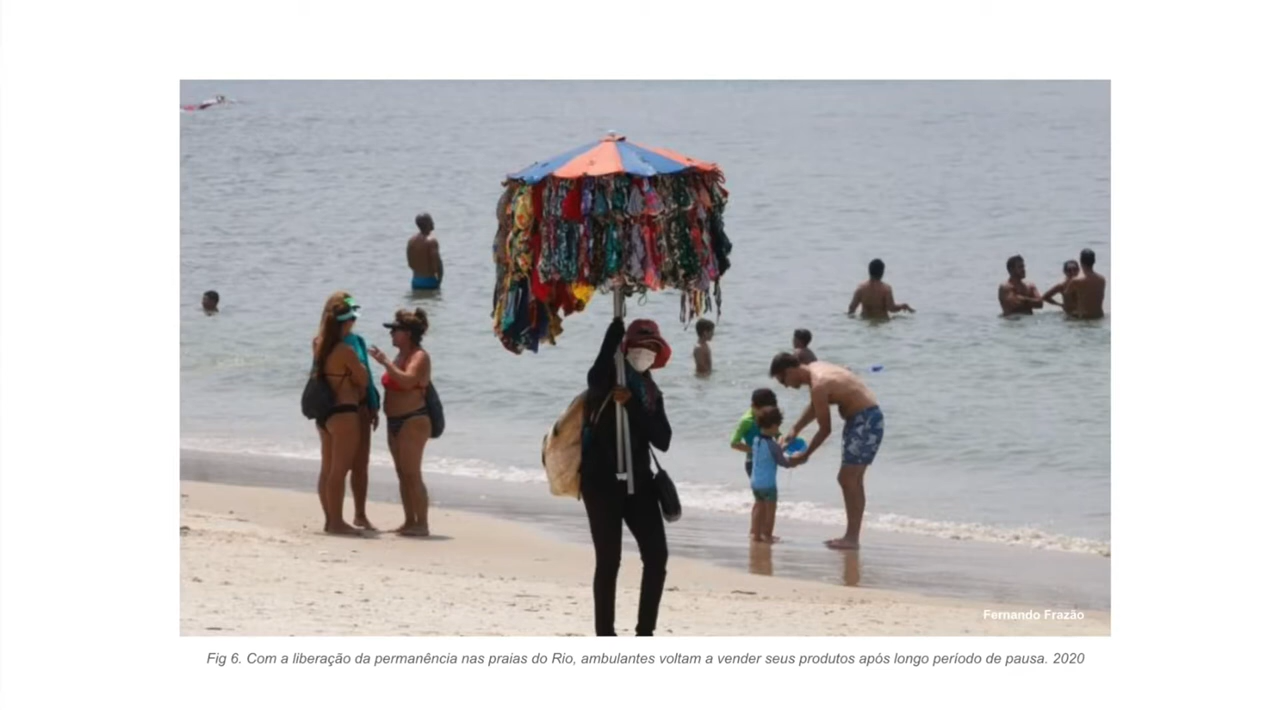 Fernando Frazão
Fig 6. Com a liberação da permanência nas praias do Rio, ambulantes voltam a vender seus produtos após longo período de pausa. 2020